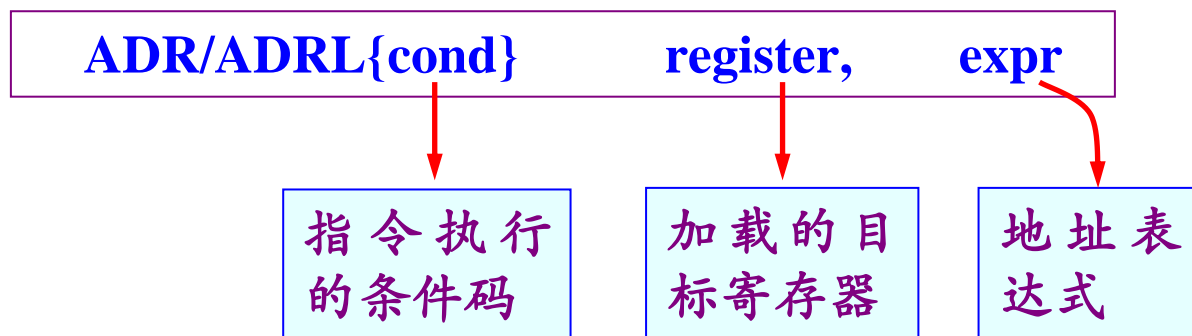 ADR/ADRL{cond} register, expr
指令执行
的条件码
加载的目
标寄存器
地址表
达式